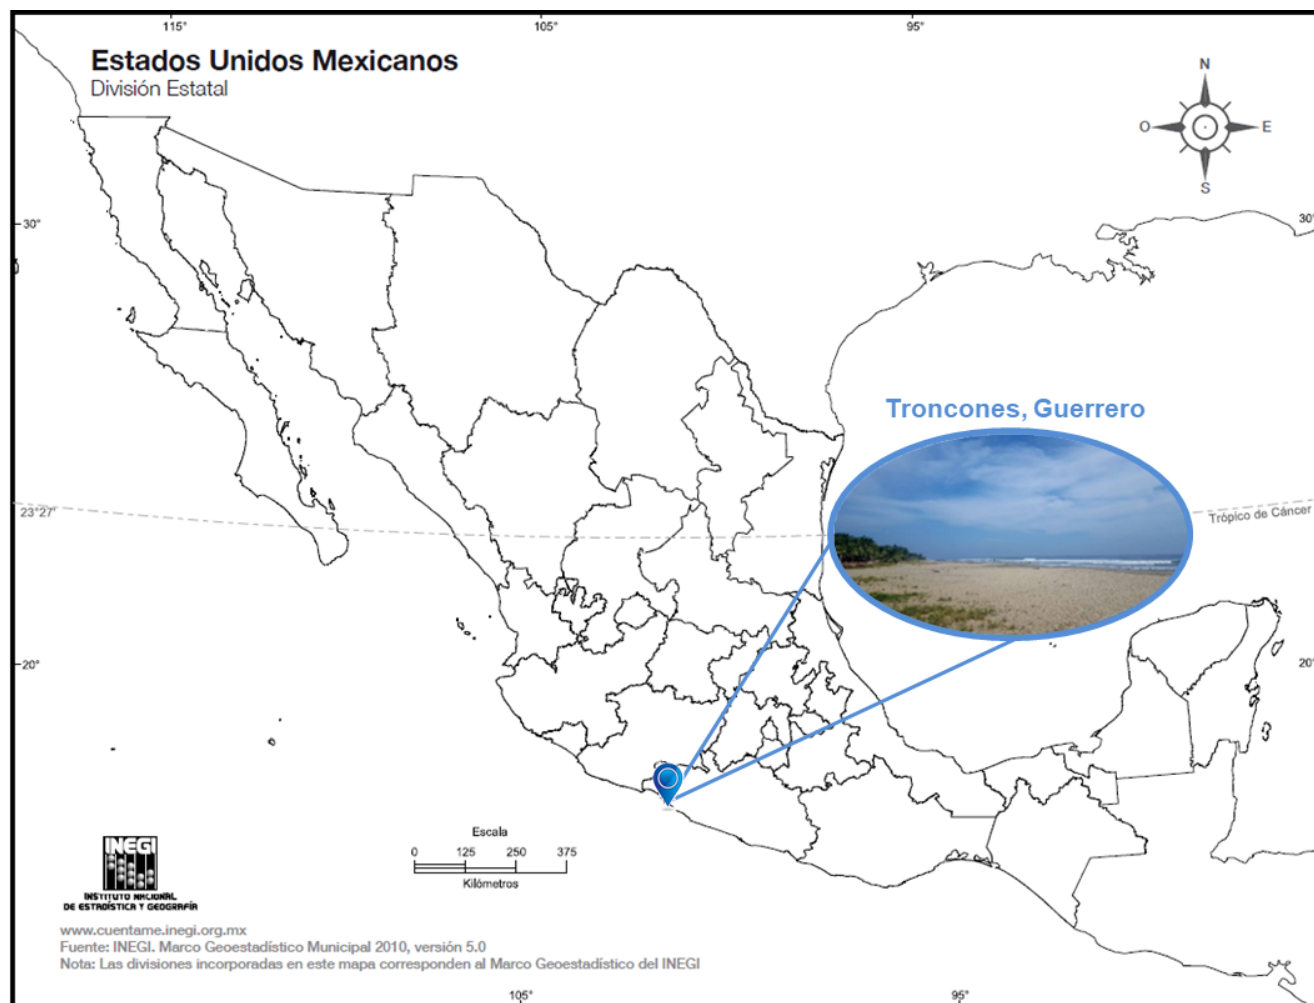 115°
105°
95°
Estados Unidos Mexicanos
División Estatal
N
O
E
S
30°
30°
Troncones, Guerrero
23°27'
Trópico de Cáncer
20°
20°
Escala
0 125 250 375
Kilómetros
INEGI
INSTITUTO NACIONAL
DE ESTADÍSTICA Y GEOGRAFÍA
www.cuentame.inegi.org.mx
Fuente: INEGI. Marco Geoestadístico Municipal 2010, versión 5.0
Nota: Las divisiones incorporadas en este mapa corresponden al Marco Geoestadístico del INEGI
105°
95°